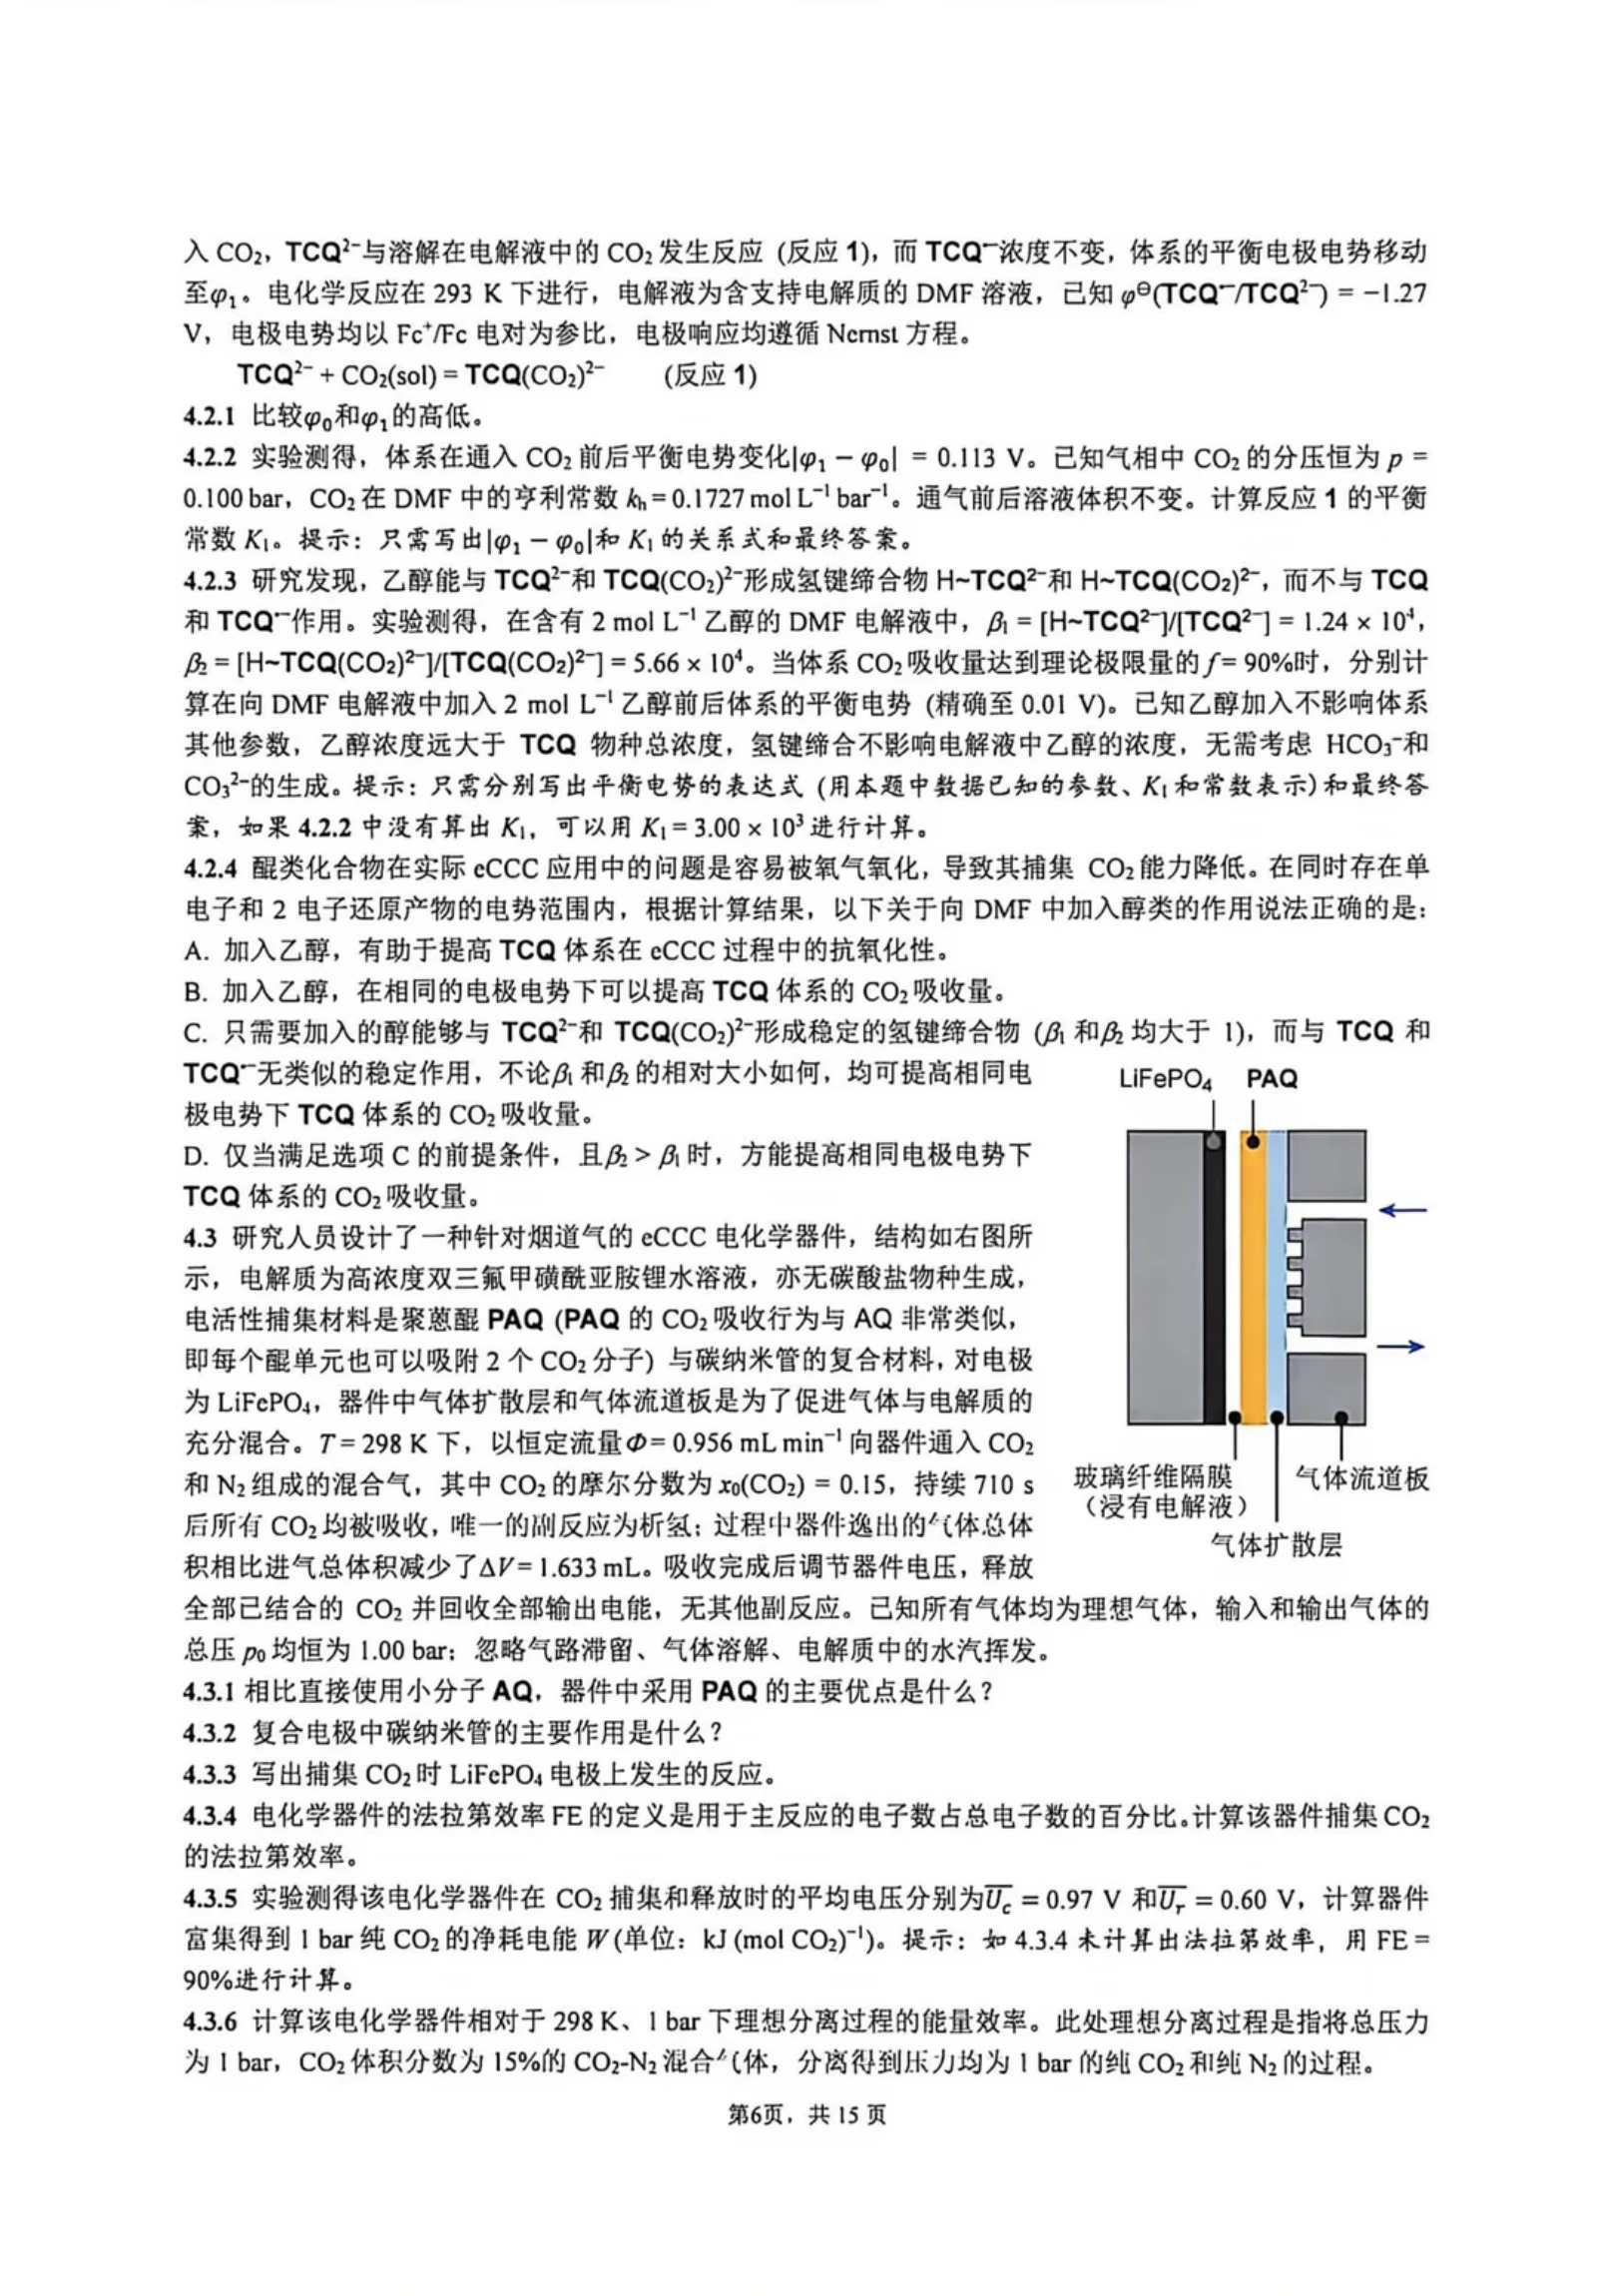 入 CO₂，TCQ²⁻与溶解在电解液中的 CO₂ 发生反应 (反应 1)，而 TCQ˙⁻浓度不变，体系的平衡电极电势移动
至φ₁。电化学反应在 293 K 下进行，电解液为含支持电解质的 DMF 溶液，已知 φ⊖(TCQ˙⁻/TCQ²⁻) = −1.27
V，电极电势均以 Fc⁺/Fc 电对为参比，电极响应均遵循 Nernst 方程。
TCQ²⁻ + CO₂(sol) = TCQ(CO₂)²⁻ (反应 1)
4.2.1 比较φ₀和φ₁的高低。
4.2.2 实验测得，体系在通入 CO₂ 前后平衡电势变化|φ₁ − φ₀| = 0.113 V。已知气相中 CO₂ 的分压恒为 p =
0.100 bar，CO₂ 在 DMF 中的亨利常数 kₕ = 0.1727 mol L⁻¹ bar⁻¹。通气前后溶液体积不变。计算反应 1 的平衡
常数 K₁。提示：只需写出|φ₁ − φ₀|和 K₁ 的关系式和最终答案。
4.2.3 研究发现，乙醇能与 TCQ²⁻和 TCQ(CO₂)²⁻形成氢键缔合物 H~TCQ²⁻和 H~TCQ(CO₂)²⁻，而不与 TCQ
和 TCQ˙⁻作用。实验测得，在含有 2 mol L⁻¹ 乙醇的 DMF 电解液中，β₁ = [H~TCQ²⁻]/[TCQ²⁻] = 1.24 × 10⁴，
β₂ = [H~TCQ(CO₂)²⁻]/[TCQ(CO₂)²⁻] = 5.66 × 10⁴。当体系 CO₂ 吸收量达到理论极限量的 f = 90%时，分别计
算在向 DMF 电解液中加入 2 mol L⁻¹ 乙醇前后体系的平衡电势 (精确至 0.01 V)。已知乙醇加入不影响体系
其他参数，乙醇浓度远大于 TCQ 物种总浓度，氢键缔合不影响电解液中乙醇的浓度，无需考虑 HCO₃⁻和
CO₃²⁻的生成。提示：只需分别写出平衡电势的表达式 (用本题中数据已知的参数、K₁ 和常数表示) 和最终答
案，如果 4.2.2 中没有算出 K₁，可以用 K₁ = 3.00 × 10³ 进行计算。
4.2.4 醌类化合物在实际 eCCC 应用中的问题是容易被氧气氧化，导致其捕集 CO₂ 能力降低。在同时存在单
电子和 2 电子还原产物的电势范围内，根据计算结果，以下关于向 DMF 中加入醇类的作用说法正确的是：
A. 加入乙醇，有助于提高 TCQ 体系在 eCCC 过程中的抗氧化性。
B. 加入乙醇，在相同的电极电势下可以提高 TCQ 体系的 CO₂ 吸收量。
C. 只需要加入的醇能够与 TCQ²⁻和 TCQ(CO₂)²⁻形成稳定的氢键缔合物 (β₁ 和β₂ 均大于 1)，而与 TCQ 和
TCQ˙⁻无类似的稳定作用，不论β₁ 和β₂ 的相对大小如何，均可提高相同电
极电势下 TCQ 体系的 CO₂ 吸收量。
D. 仅当满足选项 C 的前提条件，且β₂ > β₁ 时，方能提高相同电极电势下
TCQ 体系的 CO₂ 吸收量。
4.3 研究人员设计了一种针对烟道气的 eCCC 电化学器件，结构如右图所
示，电解质为高浓度双三氟甲磺酰亚胺锂水溶液，亦无碳酸盐物种生成，
电活性捕集材料是聚蒽醌 PAQ (PAQ 的 CO₂ 吸收行为与 AQ 非常类似，
即每个醌单元也可以吸附 2 个 CO₂ 分子) 与碳纳米管的复合材料，对电极
为 LiFePO₄，器件中气体扩散层和气体流道板是为了促进气体与电解质的
充分混合。T = 298 K 下，以恒定流量Φ = 0.956 mL min⁻¹ 向器件通入 CO₂
和 N₂ 组成的混合气，其中 CO₂ 的摩尔分数为 x₀(CO₂) = 0.15，持续 710 s
后所有 CO₂ 均被吸收，唯一的副反应为析氢；过程中器件逸出的气体总体
积相比进气总体积减少了ΔV = 1.633 mL。吸收完成后调节器件电压，释放
全部已结合的 CO₂ 并回收全部输出电能，无其他副反应。已知所有气体均为理想气体，输入和输出气体的
总压 p₀ 均恒为 1.00 bar；忽略气路滞留、气体溶解、电解质中的水汽挥发。
LiFePO₄ PAQ
玻璃纤维隔膜
（浸有电解液）
气体流道板
气体扩散层
4.3.1 相比直接使用小分子 AQ，器件中采用 PAQ 的主要优点是什么？
4.3.2 复合电极中碳纳米管的主要作用是什么？
4.3.3 写出捕集 CO₂ 时 LiFePO₄ 电极上发生的反应。
4.3.4 电化学器件的法拉第效率 FE 的定义是用于主反应的电子数占总电子数的百分比。计算该器件捕集 CO₂
的法拉第效率。
4.3.5 实验测得该电化学器件在 CO₂ 捕集和释放时的平均电压分别为U̅c = 0.97 V 和U̅r = 0.60 V，计算器件
富集得到 1 bar 纯 CO₂ 的净耗电能 W (单位：kJ (mol CO₂)⁻¹)。提示：如 4.3.4 未计算出法拉第效率，用 FE =
90%进行计算。
4.3.6 计算该电化学器件相对于 298 K、1 bar 下理想分离过程的能量效率。此处理想分离过程是指将总压力
为 1 bar，CO₂ 体积分数为 15%的 CO₂-N₂ 混合气体，分离得到压力均为 1 bar 的纯 CO₂ 和纯 N₂ 的过程。
第6页，共 15 页